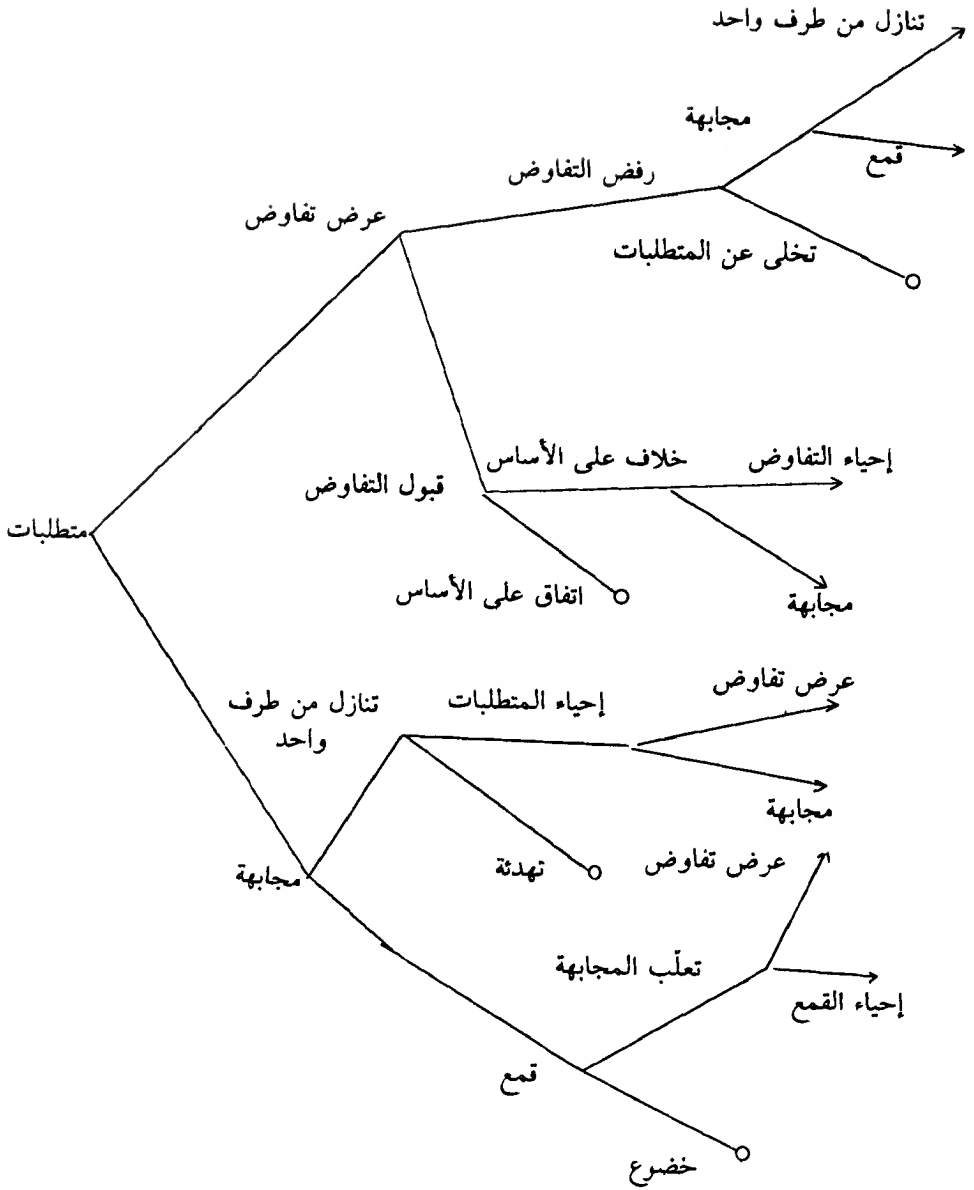 تنازل من طرف واحد
مجابهة
قمع
رفض التفاوض
عرض تفاوض
تخلى عن المتطلبات
إحياء التفاوض
خلاف على الأساس
قبول التفاوض
متطلبات
اتفاق على الأساس
مجابهة
عرض تفاوض
إحياء المتطلبات
تنازل من طرف
واحد
مجابهة
عرض تفاوض
تهدئة
مجابهة
تعلّب المجابهة
إحياء القمع
قمع
خضوع